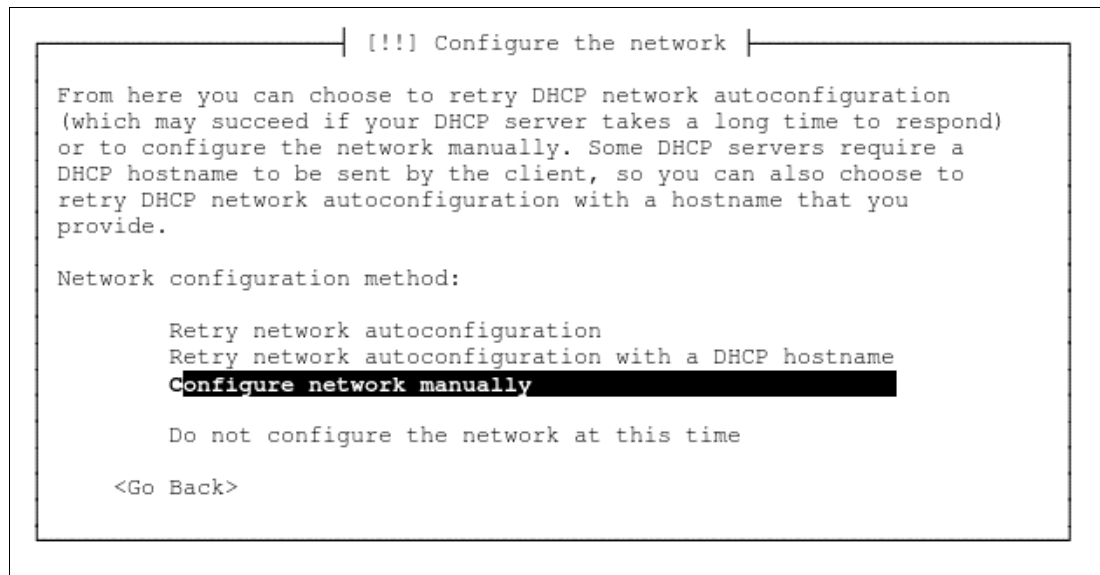 [!!] Configure the network
From here you can choose to retry DHCP network autoconfiguration
(which may succeed if your DHCP server takes a long time to respond)
or to configure the network manually. Some DHCP servers require a
DHCP hostname to be sent by the client, so you can also choose to
retry DHCP network autoconfiguration with a hostname that you
provide.
Network configuration method:
Retry network autoconfiguration
Retry network autoconfiguration with a DHCP hostname
Configure network manually
Do not configure the network at this time
<Go Back>